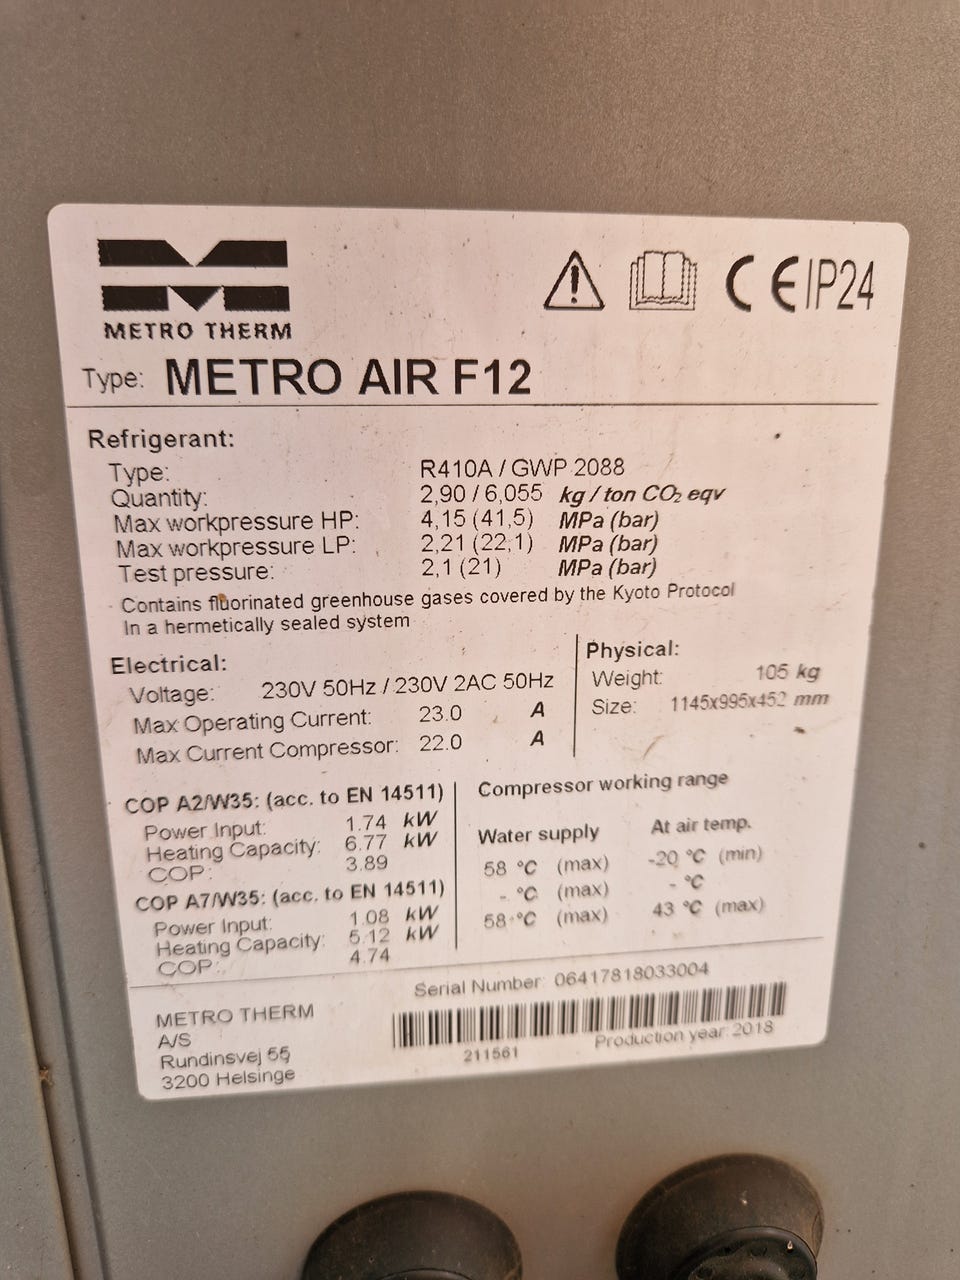 METRO THERM
CE IP24
Type: METRO AIR F12
Refrigerant:
Type: R410A / GWP 2088
Quantity: 2,90 / 6,055 kg / ton CO₂ eqv
Max workpressure HP: 4,15 (41,5) MPa (bar)
Max workpressure LP: 2,21 (22,1) MPa (bar)
Test pressure: 2,1 (21) MPa (bar)
Contains fluorinated greenhouse gases covered by the Kyoto Protocol
In a hermetically sealed system
Electrical:
Voltage: 230V 50Hz / 230V 2AC 50Hz
Max Operating Current: 23.0 A
Max Current Compressor: 22.0 A
Physical:
Weight: 105 kg
Size: 1145x995x452 mm
COP A2/W35: (acc. to EN 14511)
Power Input: 1.74 kW
Heating Capacity: 6.77 kW
COP: 3.89
COP A7/W35: (acc. to EN 14511)
Power Input: 1.08 kW
Heating Capacity: 5.12 kW
COP: 4.74
Compressor working range
Water supply At air temp.
58 °C (max) -20 °C (min)
- °C (max) - °C
58 °C (max) 43 °C (max)
METRO THERM
A/S
Rundinsvej 55
3200 Helsinge
Serial Number: 06417818033004
211561 Production year: 2018